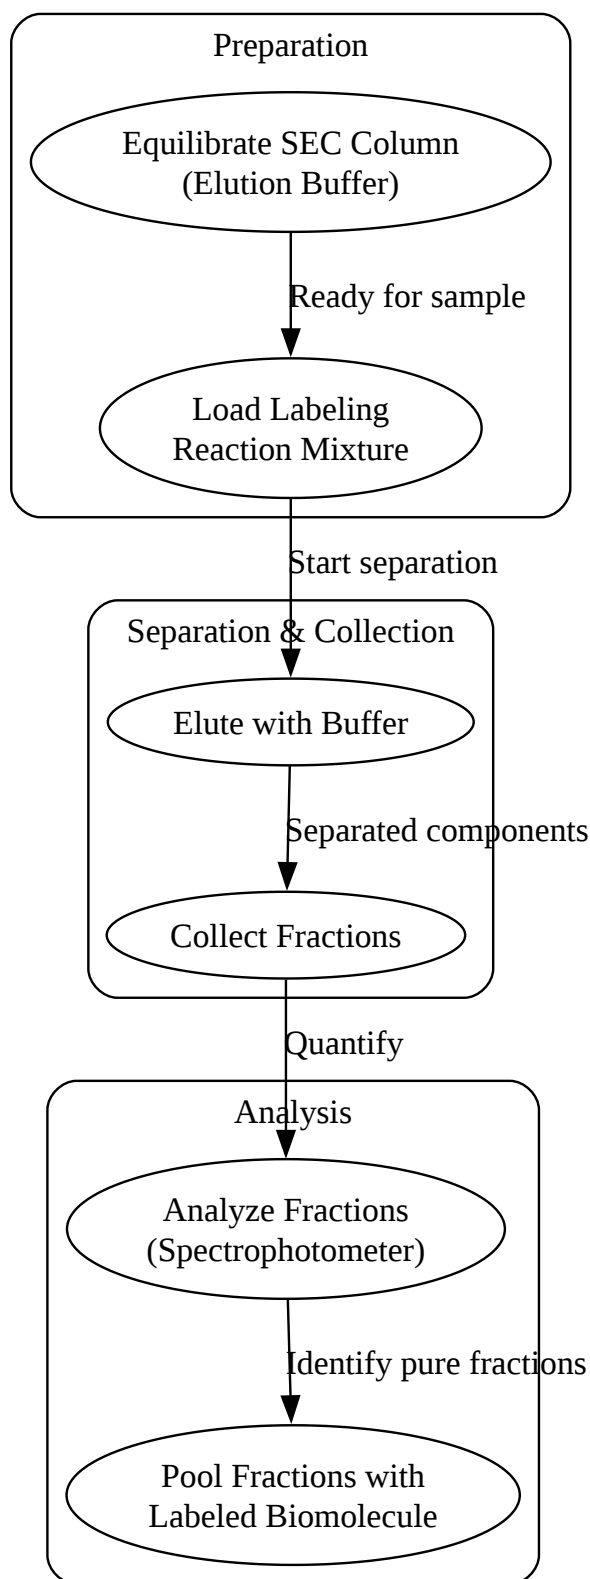 Preparation
Equilibrate SEC Column
(Elution Buffer)
Ready for sample
Load Labeling
Reaction Mixture
Start separation
Separation & Collection
Elute with Buffer
Separated components
Collect Fractions
Quantify
Analysis
Analyze Fractions
(Spectrophotometer)
Identify pure fractions
Pool Fractions with
Labeled Biomolecule